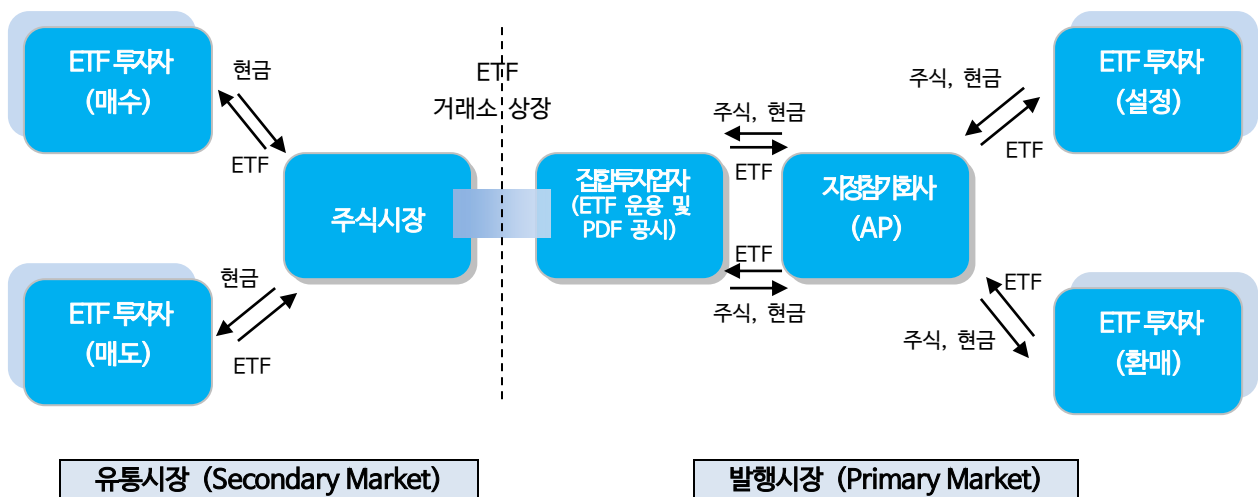 ETF 투자자
(매수)
현금
ETF
ETF
거래소 상장
주식시장
ETF 투자자
(매도)
현금
ETF
집합투자업자
(ETF 운용 및
PDF 공시)
주식, 현금
ETF
ETF
주식, 현금
지정참가회사
(AP)
주식, 현금
ETF
ETF 투자자
(설정)
ETF
주식, 현금
ETF 투자자
(환매)
유통시장 (Secondary Market)
발행시장 (Primary Market)